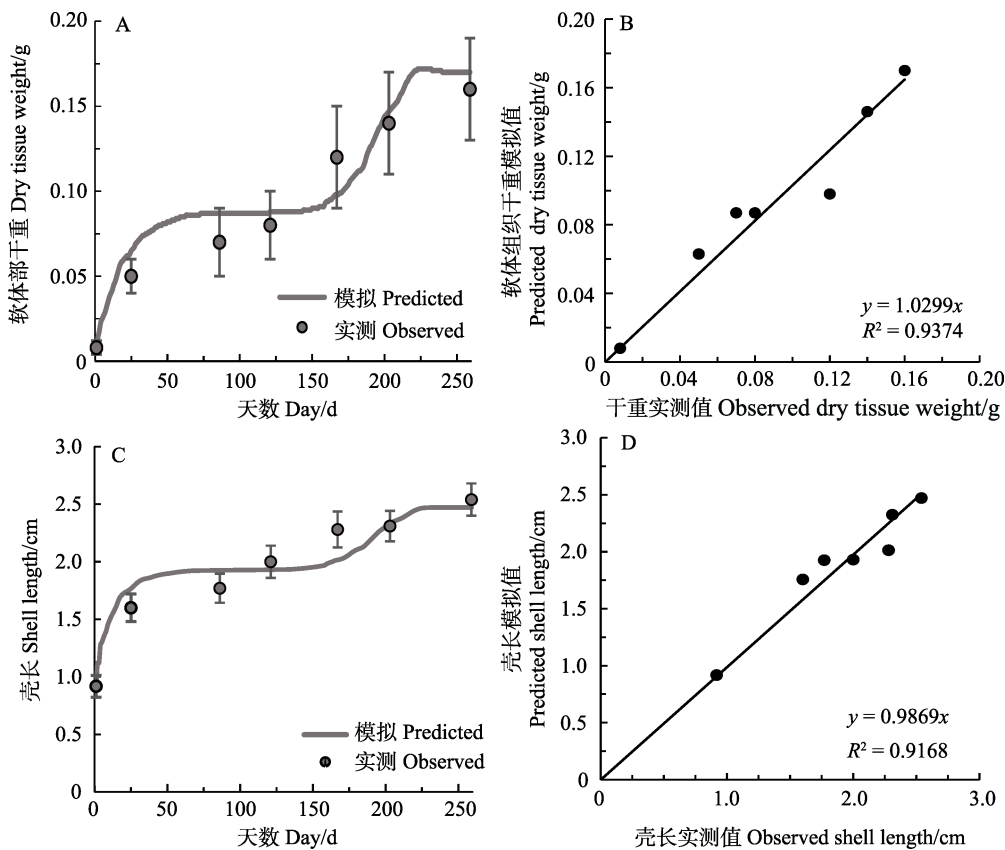 A
软体部干重 Dry tissue weight/g
0.20
0.15
0.10
0.05
0
模拟 Predicted
实测 Observed
0 50 100 150 200 250
天数 Day/d
B
软体组织干重模拟值
Predicted dry tissue weight/g
0.20
0.16
0.12
0.08
0.04
0
y = 1.0299x
R² = 0.9374
0 0.04 0.08 0.12 0.16 0.20
干重实测值 Observed dry tissue weight/g
C
壳长 Shell length/cm
3.0
2.5
2.0
1.5
1.0
0.5
0
模拟 Predicted
实测 Observed
0 50 100 150 200 250
天数 Day/d
D
壳长模拟值
Predicted shell length/cm
3.0
2.5
2.0
1.5
1.0
0.5
0
y = 0.9869x
R² = 0.9168
0 1.0 2.0 3.0
壳长实测值 Observed shell length/cm